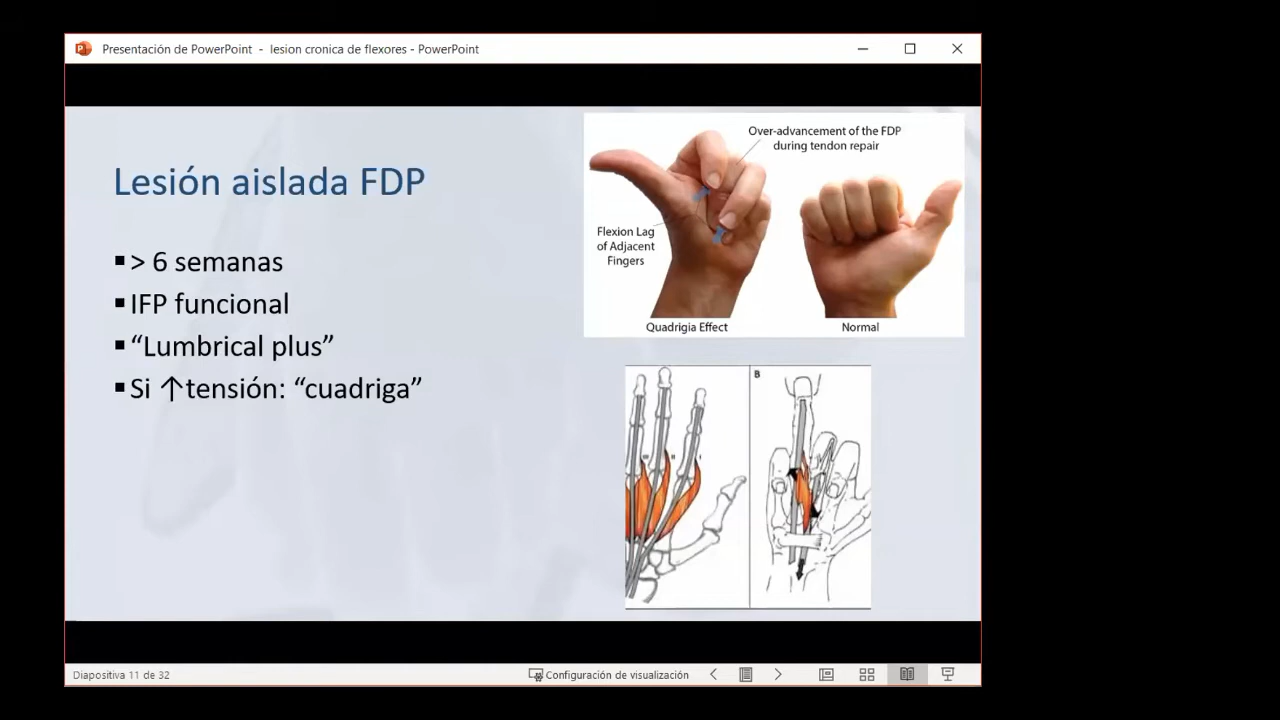 Presentación de PowerPoint - lesion cronica de flexores - PowerPoint
Lesión aislada FDP
▪> 6 semanas
▪IFP funcional
▪“Lumbrical plus”
▪Si ↑tensión: “cuadriga”
Over-advancement of the FDP
during tendon repair
Flexion Lag
of Adjacent
Fingers
Quadrigia Effect
Normal
B
Diapositiva 11 de 32
Configuración de visualización